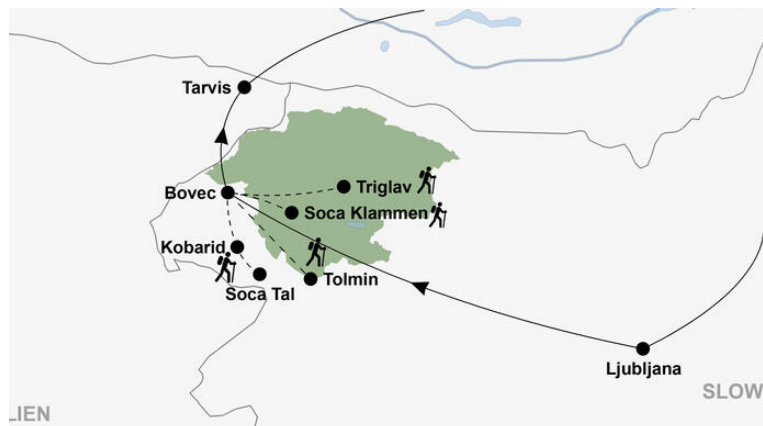 Tarvis
Bovec
Triglav
Soca Klammen
Kobarid
Soca Tal
Tolmin
Ljubljana
SLOW
LIEN